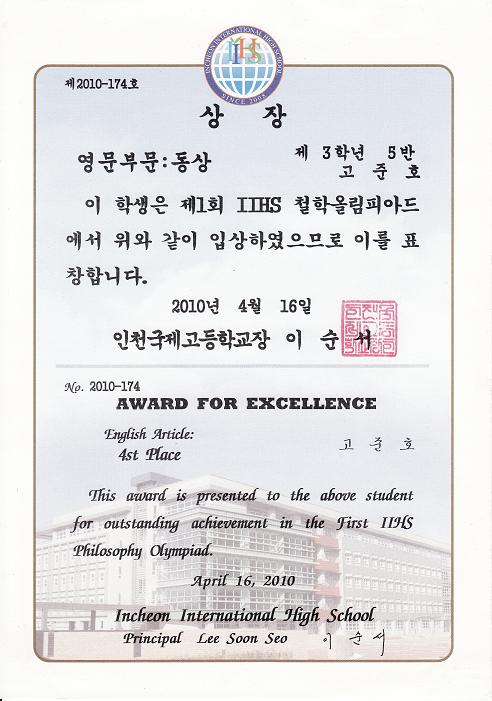 INCHEON INTERNATIONAL HIGH SCHOOL
IIHS
SINCE 2008
제2010-174호
상 장
영문부문:동상
제 3학년 5반
고 준 호
이 학생은 제1회 IIHS 철학올림피아드
에서 위와 같이 입상하였으므로 이를 표
창합니다.
2010년 4월 16일
인천국제고등학교장 이 순 서
No. 2010-174
AWARD FOR EXCELLENCE
English Article:
4st Place
고 준 호
This award is presented to the above student
for outstanding achievement in the First IIHS
Philosophy Olympiad.
April 16, 2010
Incheon International High School
Principal Lee Soon Seo 이 순 서